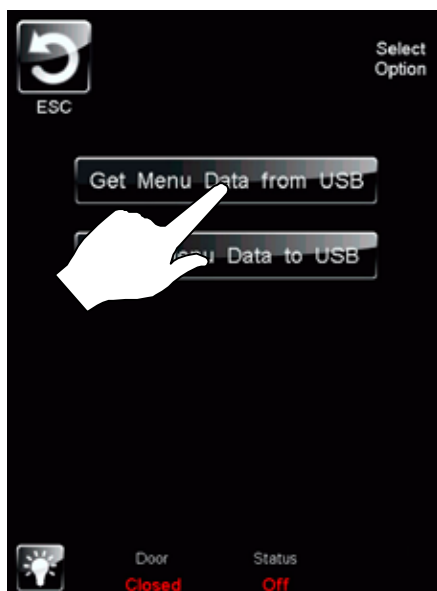 Select
Option
ESC
Get Menu Data from USB
Data to USB
Door
Status
Closed
Off